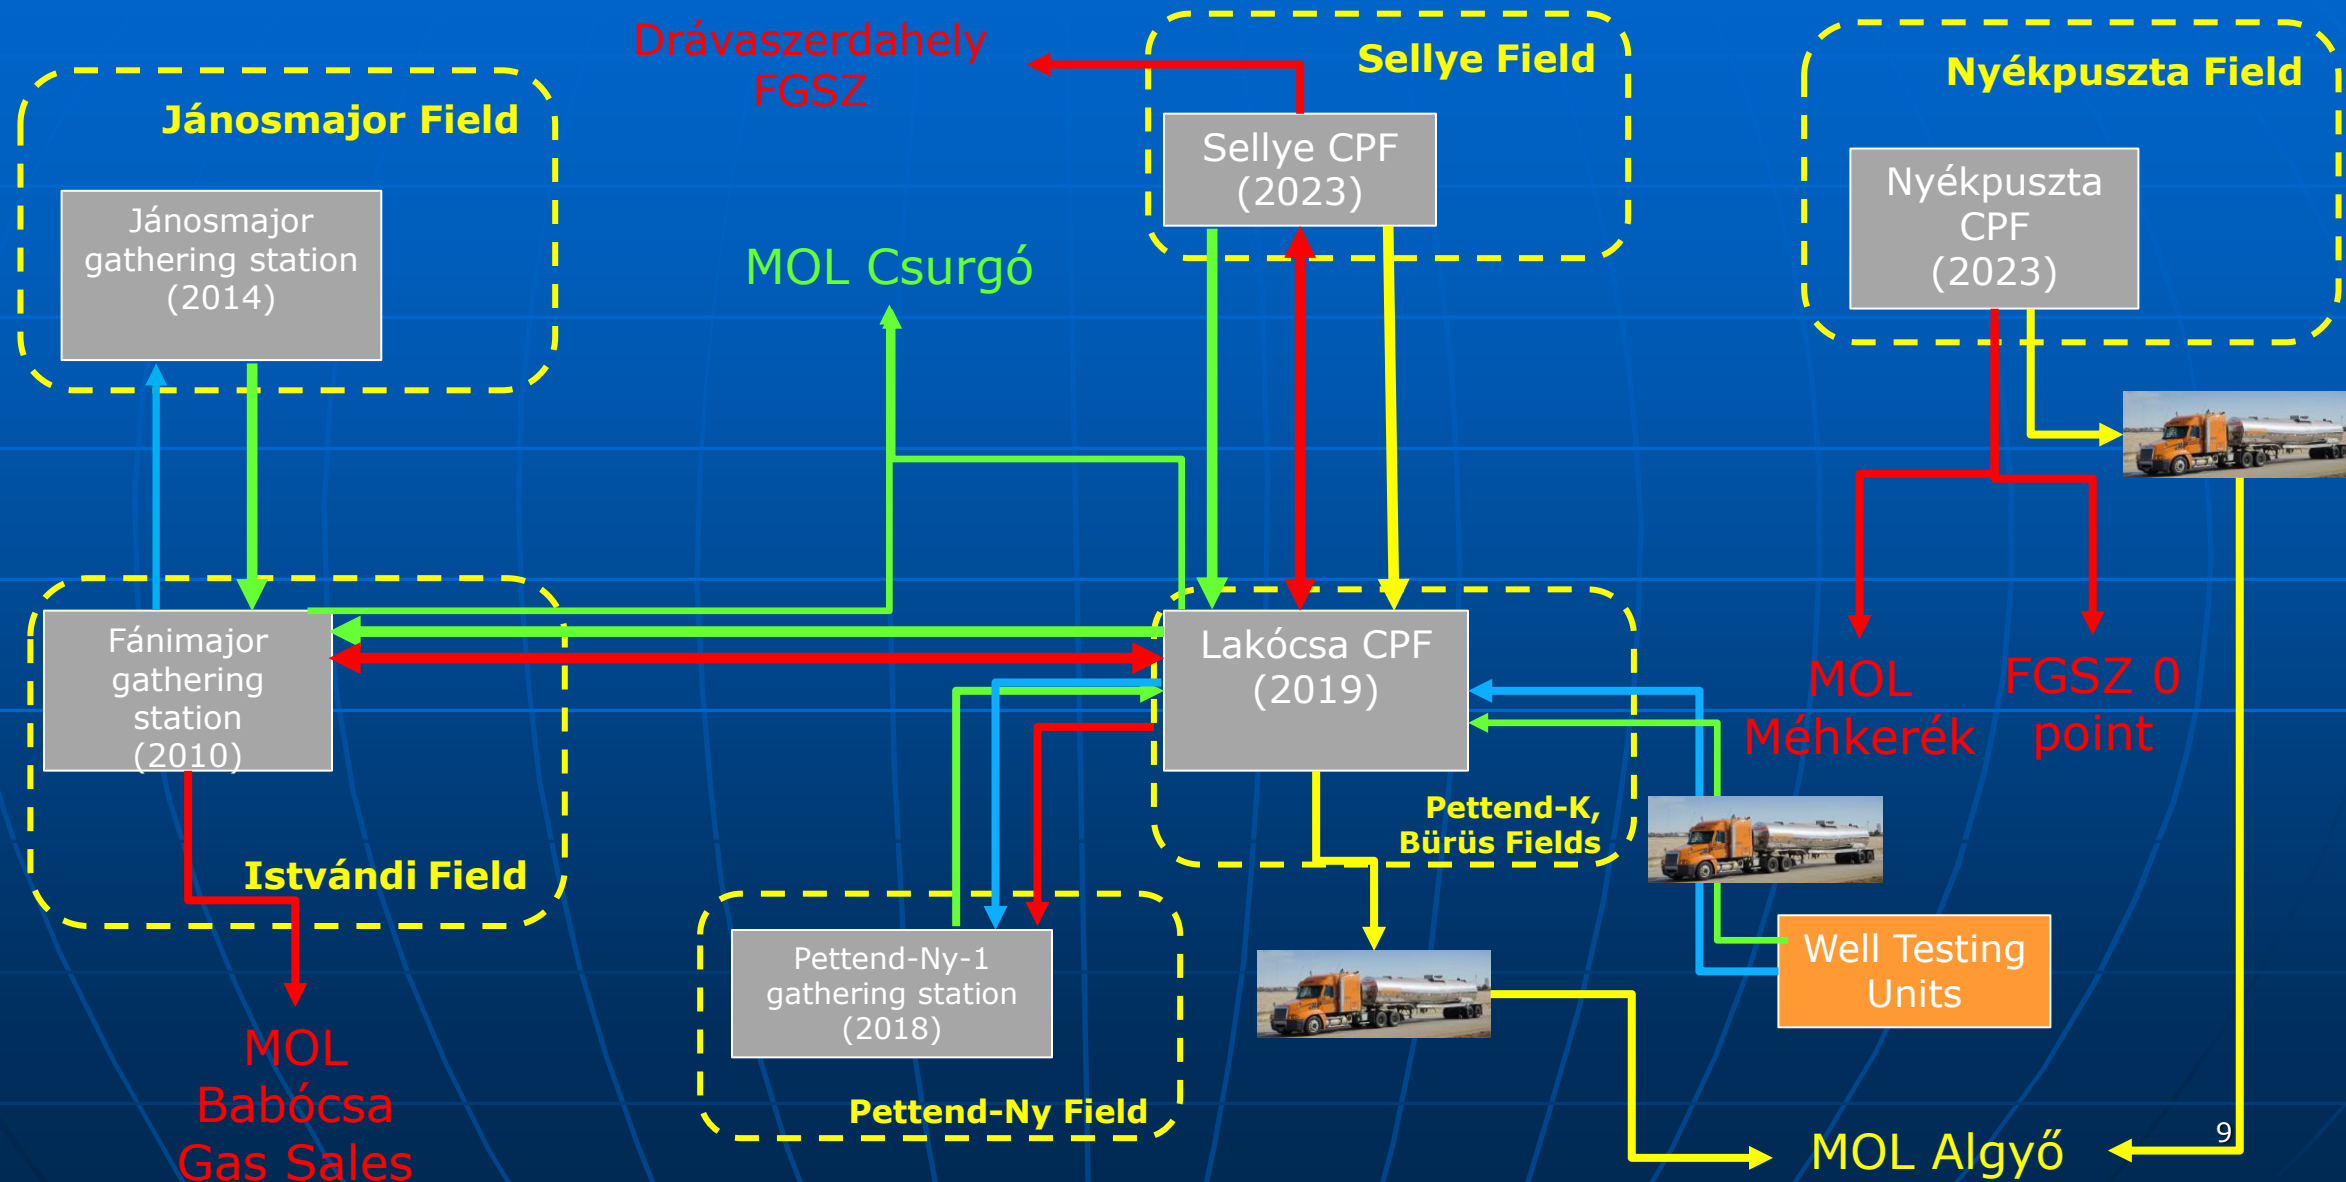 Drávaszerdahely
FGSZ
Sellye Field
Nyékpuszta Field
Jánosmajor Field
Sellye CPF
(2023)
Nyékpuszta
CPF
(2023)
Jánosmajor
gathering station
(2014)
MOL Csurgó
Fánimajor
gathering
station
(2010)
Lakócsa CPF
(2019)
MOL
Méhkerék
FGSZ 0
point
Pettend-K,
Bürüs Fields
Istvándi Field
Pettend-Ny-1
gathering station
(2018)
Well Testing
Units
MOL
Babócsa
Gas Sales
Pettend-Ny Field
MOL Algyő
9